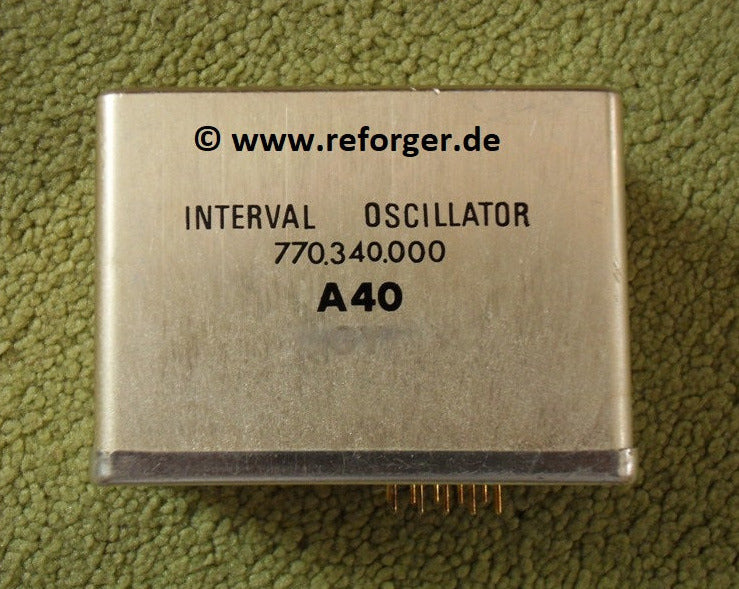 © www.reforger.de
INTERVAL OSCILLATOR
770.340.000
A40